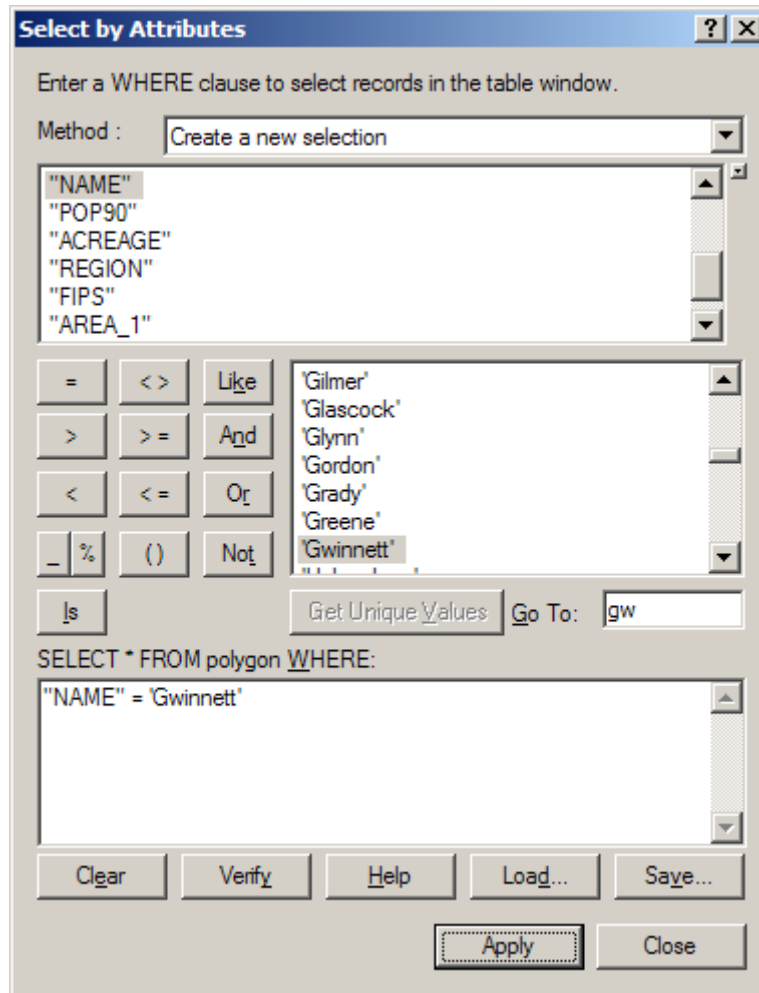 Select by Attributes
Enter a WHERE clause to select records in the table window.
Method : Create a new selection
"NAME"
"POP90"
"ACREAGE"
"REGION"
"FIPS"
"AREA_1"
= < > Like
> > = And
< < = Or
_ % ( ) Not
Is
'Gilmer'
'Glascock'
'Glynn'
'Gordon'
'Grady'
'Greene'
'Gwinnett'
Get Unique Values Go To: gw
SELECT * FROM polygon WHERE:
"NAME" = 'Gwinnett'
Clear Verify Help Load... Save...
Apply Close